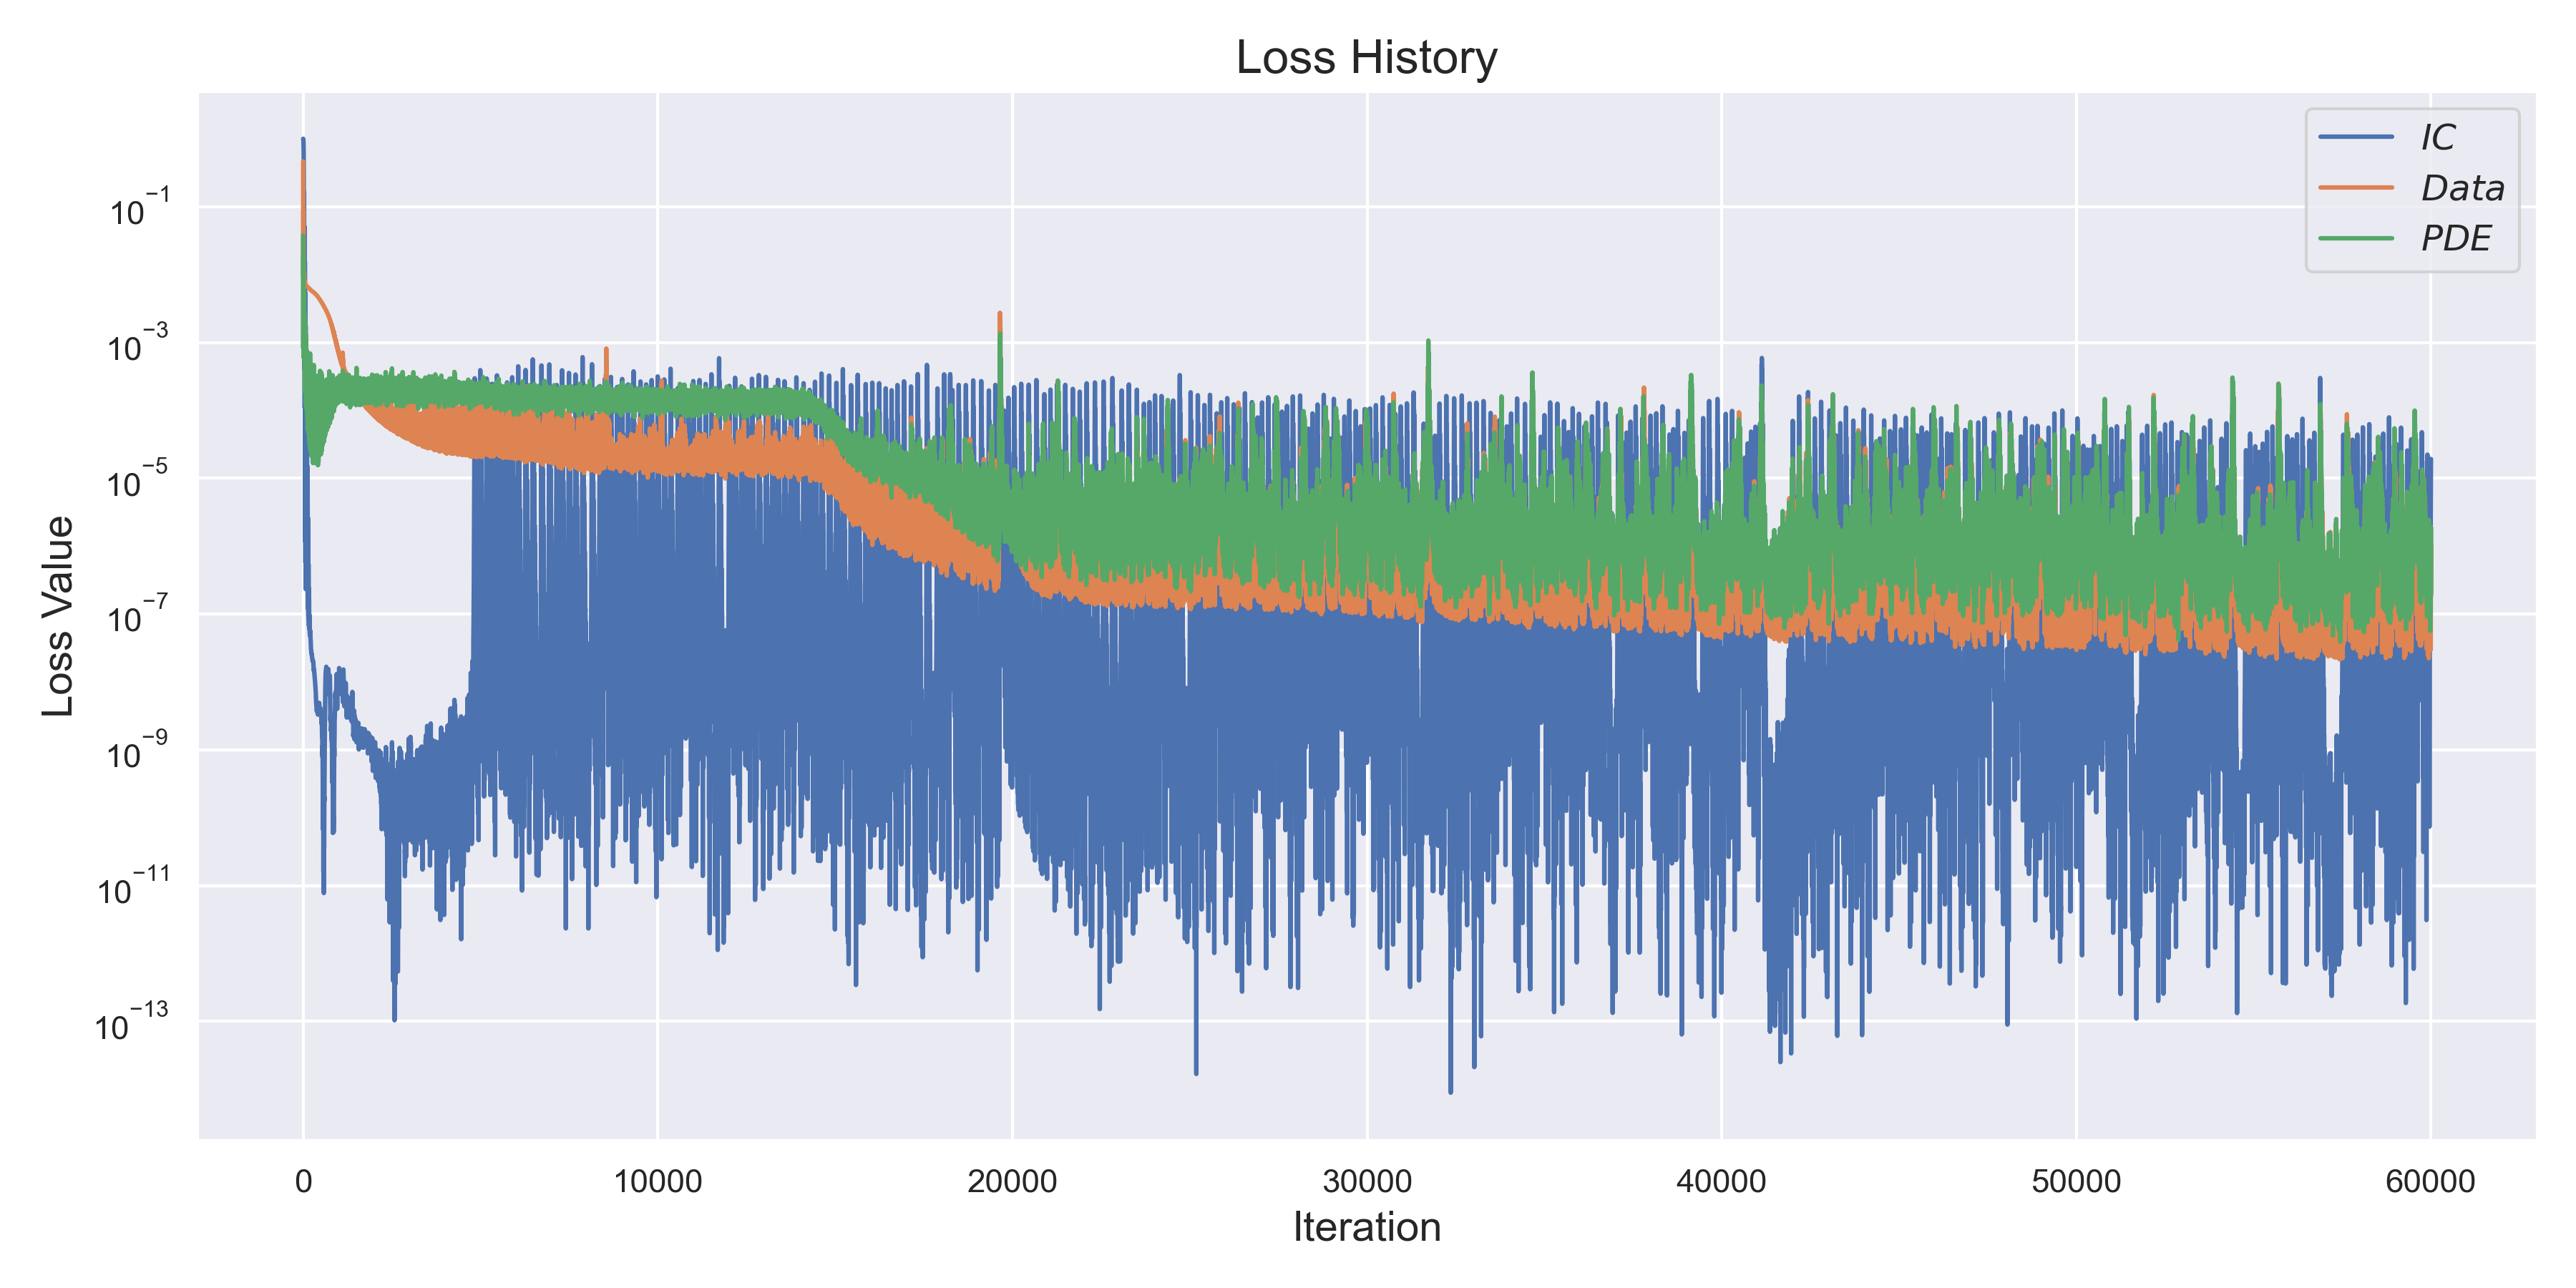 Loss History
IC
Data
PDE
Loss Value
10⁻¹
10⁻³
10⁻⁵
10⁻⁷
10⁻⁹
10⁻¹¹
10⁻¹³
0 10000 20000 30000 40000 50000 60000
Iteration